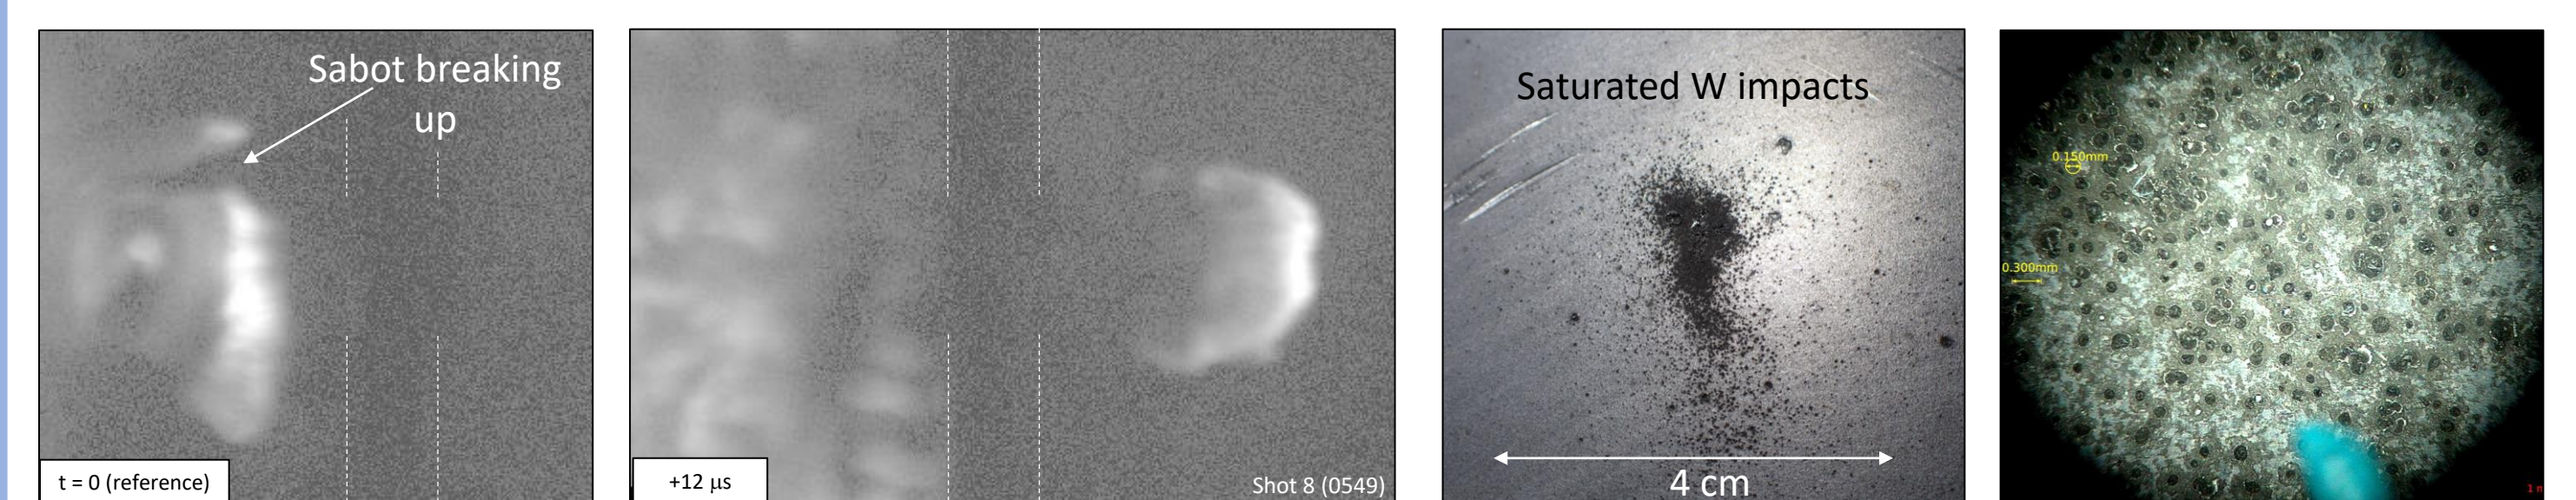 Sabot breaking
up
t = 0 (reference)
+12 μs
Shot 8 (0549)
Saturated W impacts
4 cm
0.150mm
0.300mm